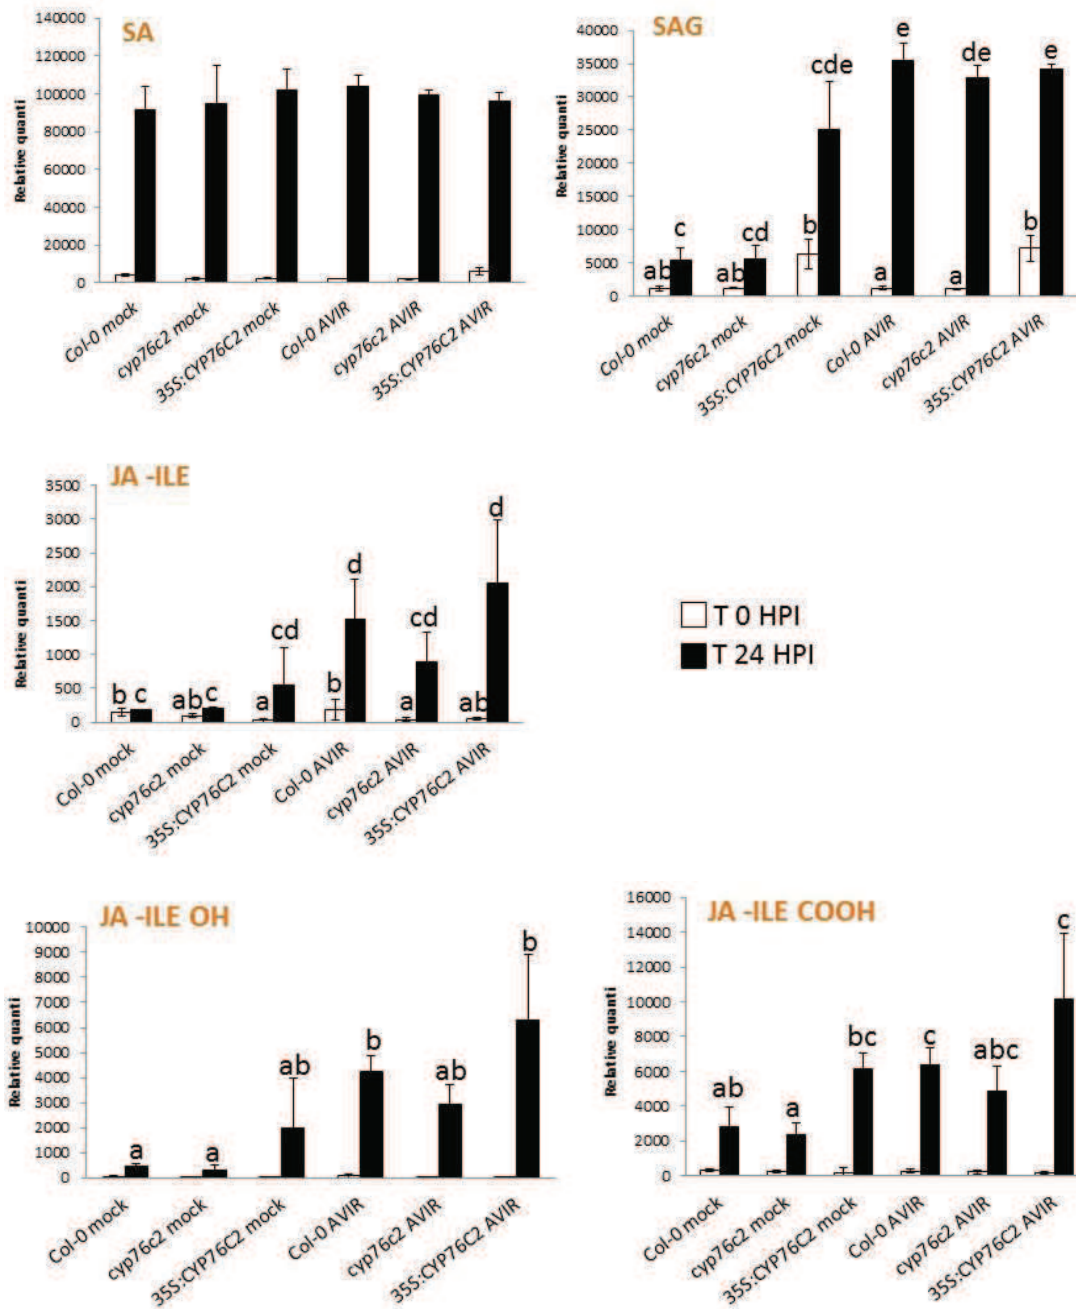 SA
Relative quanti
140000
120000
100000
80000
60000
40000
20000
0
Col-0 mock
cyp76c2 mock
35S:CYP76C2 mock
Col-0 AVIR
cyp76c2 AVIR
35S:CYP76C2 AVIR
SAG
Relative quanti
40000
35000
30000
25000
20000
15000
10000
5000
0
ab
c
ab
cd
b
cde
a
e
a
de
b
e
Col-0 mock
cyp76c2 mock
35S:CYP76C2 mock
Col-0 AVIR
cyp76c2 AVIR
35S:CYP76C2 AVIR
JA -ILE
Relative quanti
3500
3000
2500
2000
1500
1000
500
0
b
c
ab
c
a
cd
b
d
a
cd
ab
d
Col-0 mock
cyp76c2 mock
35S:CYP76C2 mock
Col-0 AVIR
cyp76c2 AVIR
35S:CYP76C2 AVIR
T 0 HPI
T 24 HPI
JA -ILE OH
Relative quanti
10000
9000
8000
7000
6000
5000
4000
3000
2000
1000
0
a
a
ab
b
ab
b
Col-0 mock
cyp76c2 mock
35S:CYP76C2 mock
Col-0 AVIR
cyp76c2 AVIR
35S:CYP76C2 AVIR
JA -ILE COOH
Relative quanti
16000
14000
12000
10000
8000
6000
4000
2000
0
ab
a
bc
c
abc
c
Col-0 mock
cyp76c2 mock
35S:CYP76C2 mock
Col-0 AVIR
cyp76c2 AVIR
35S:CYP76C2 AVIR